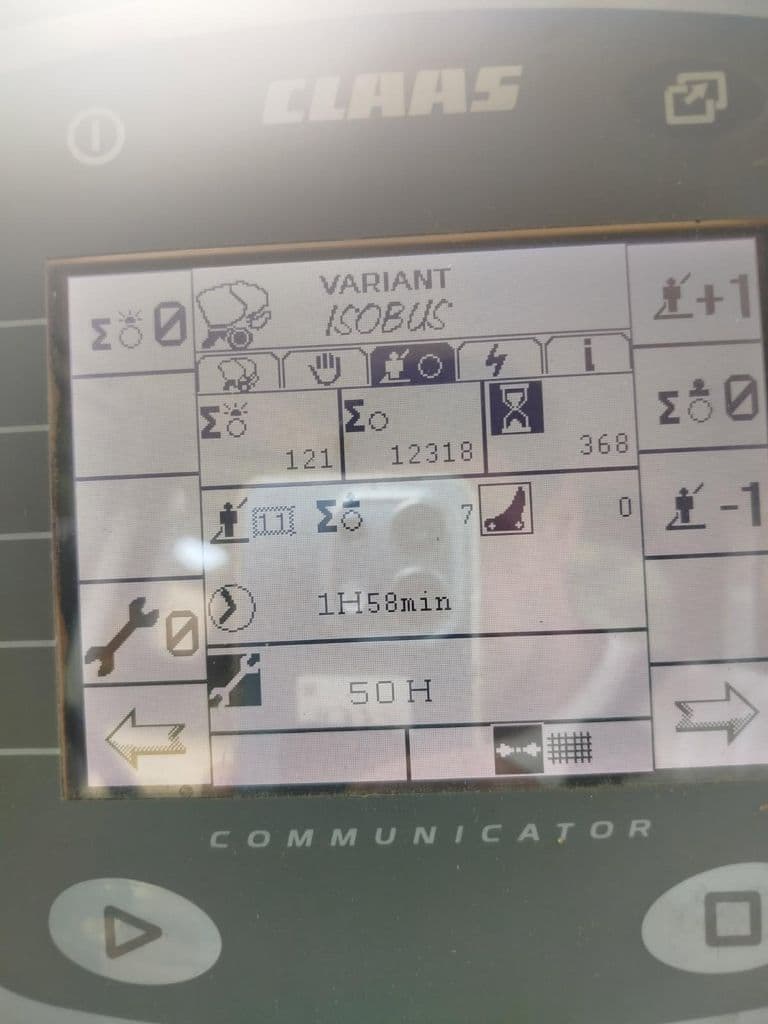 CLAAS
VARIANT
ISOBUS
Σ 0
+1
i
Σ 121
Σ 12318
368
Σ 0
11
Σ 7
0
-1
1H58min
0
50H
COMMUNICATOR